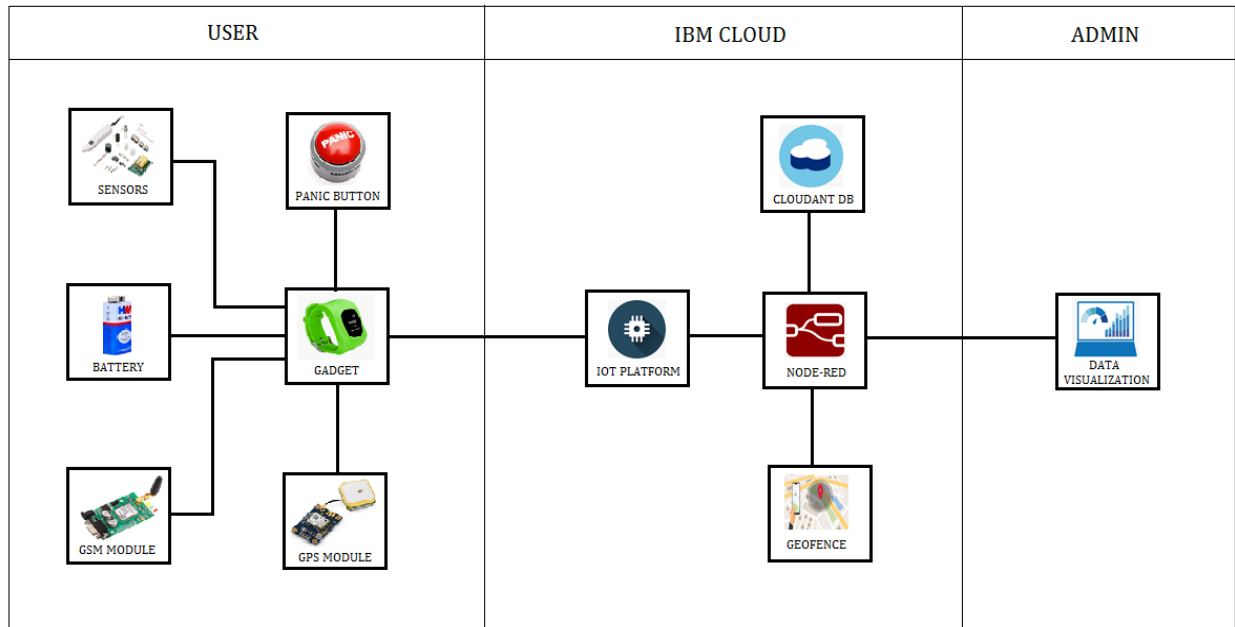 USER
IBM CLOUD
ADMIN
SENSORS
PANIC
PANIC BUTTON
CLOUDANT DB
BATTERY
GADGET
IOT PLATFORM
NODE-RED
DATA
VISUALIZATION
GSM MODULE
GPS MODULE
GEOFENCE